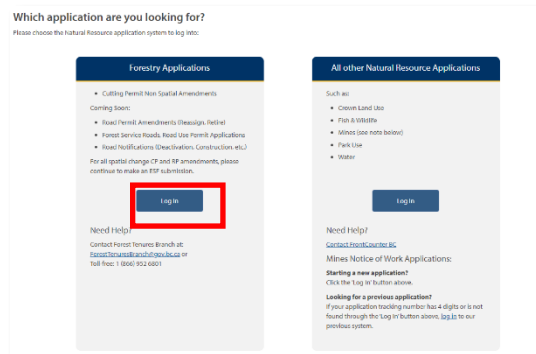 Which application are you looking for?
Please choose the Natural Resource application system to log into:
Forestry Applications
Cutting Permit Non Spatial Amendments
Coming Soon:
Road Permit Amendments (Reassign, Retire)
Forest Service Roads, Road Use Permit Applications
Road Notifications (Deactivation, Construction, etc.)
For all spatial change CP and RP amendments, please
continue to make an ESF submission.
Log In
Need Help?
Contact Forest Tenures Branch at:
ForestTenuresBranch@gov.bc.ca or
Toll-free: 1 (866) 952 6801
All other Natural Resource Applications
Such as:
Crown Land Use
Fish & Wildlife
Mines (see note below)
Park Use
Water
Log In
Need Help?
Contact FrontCounter BC
Mines Notice of Work Applications:
Starting a new application?
Click the 'Log In' button above.
Looking for a previous application?
If your application tracking number has 4 digits or is not
found through the 'Log In' button above, log in to our
previous system.